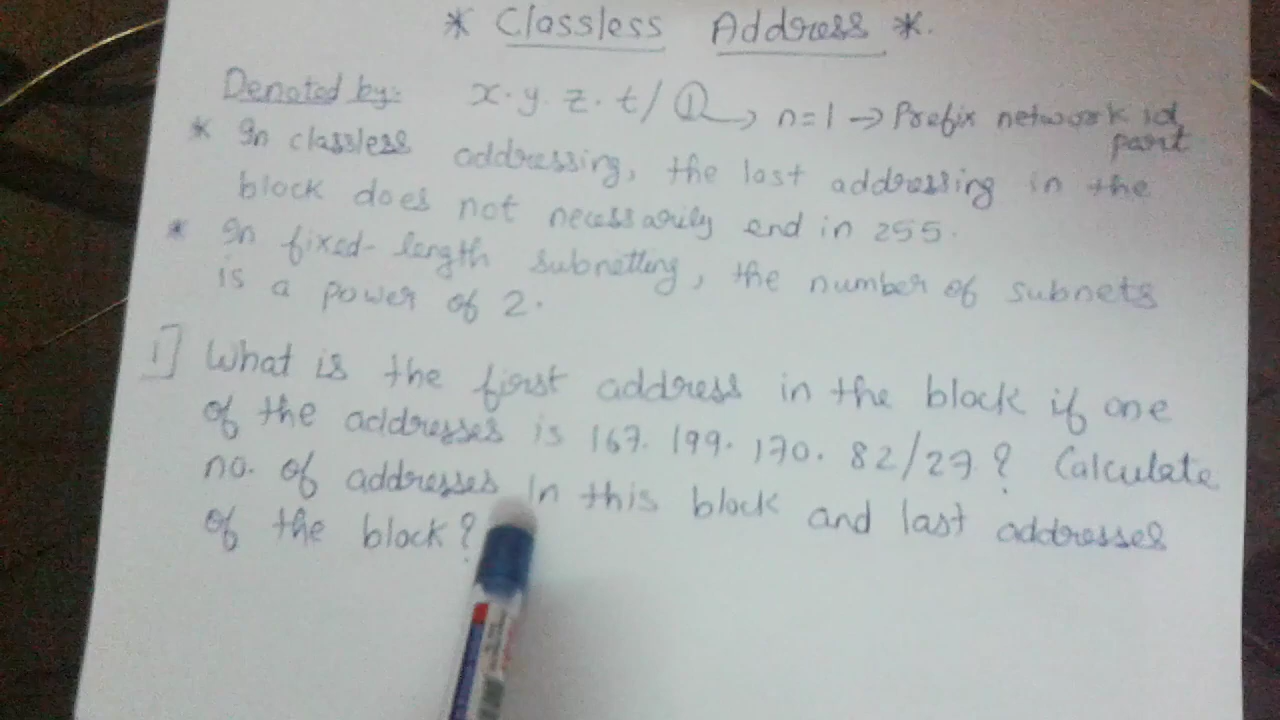 * Classless Address *.
Denoted by:- x.y.z.t/①→ n=1 → Prefix network id part
* In classless addressing, the last addressing in the
block does not necessarily end in 255.
* In fixed-length subnetting, the number of subnets
is a power of 2.
1] What is the first address in the block if one
of the addresses is 167.199.170.82/27? Calculate
no. of addresses in this block and last addresses
of the block?